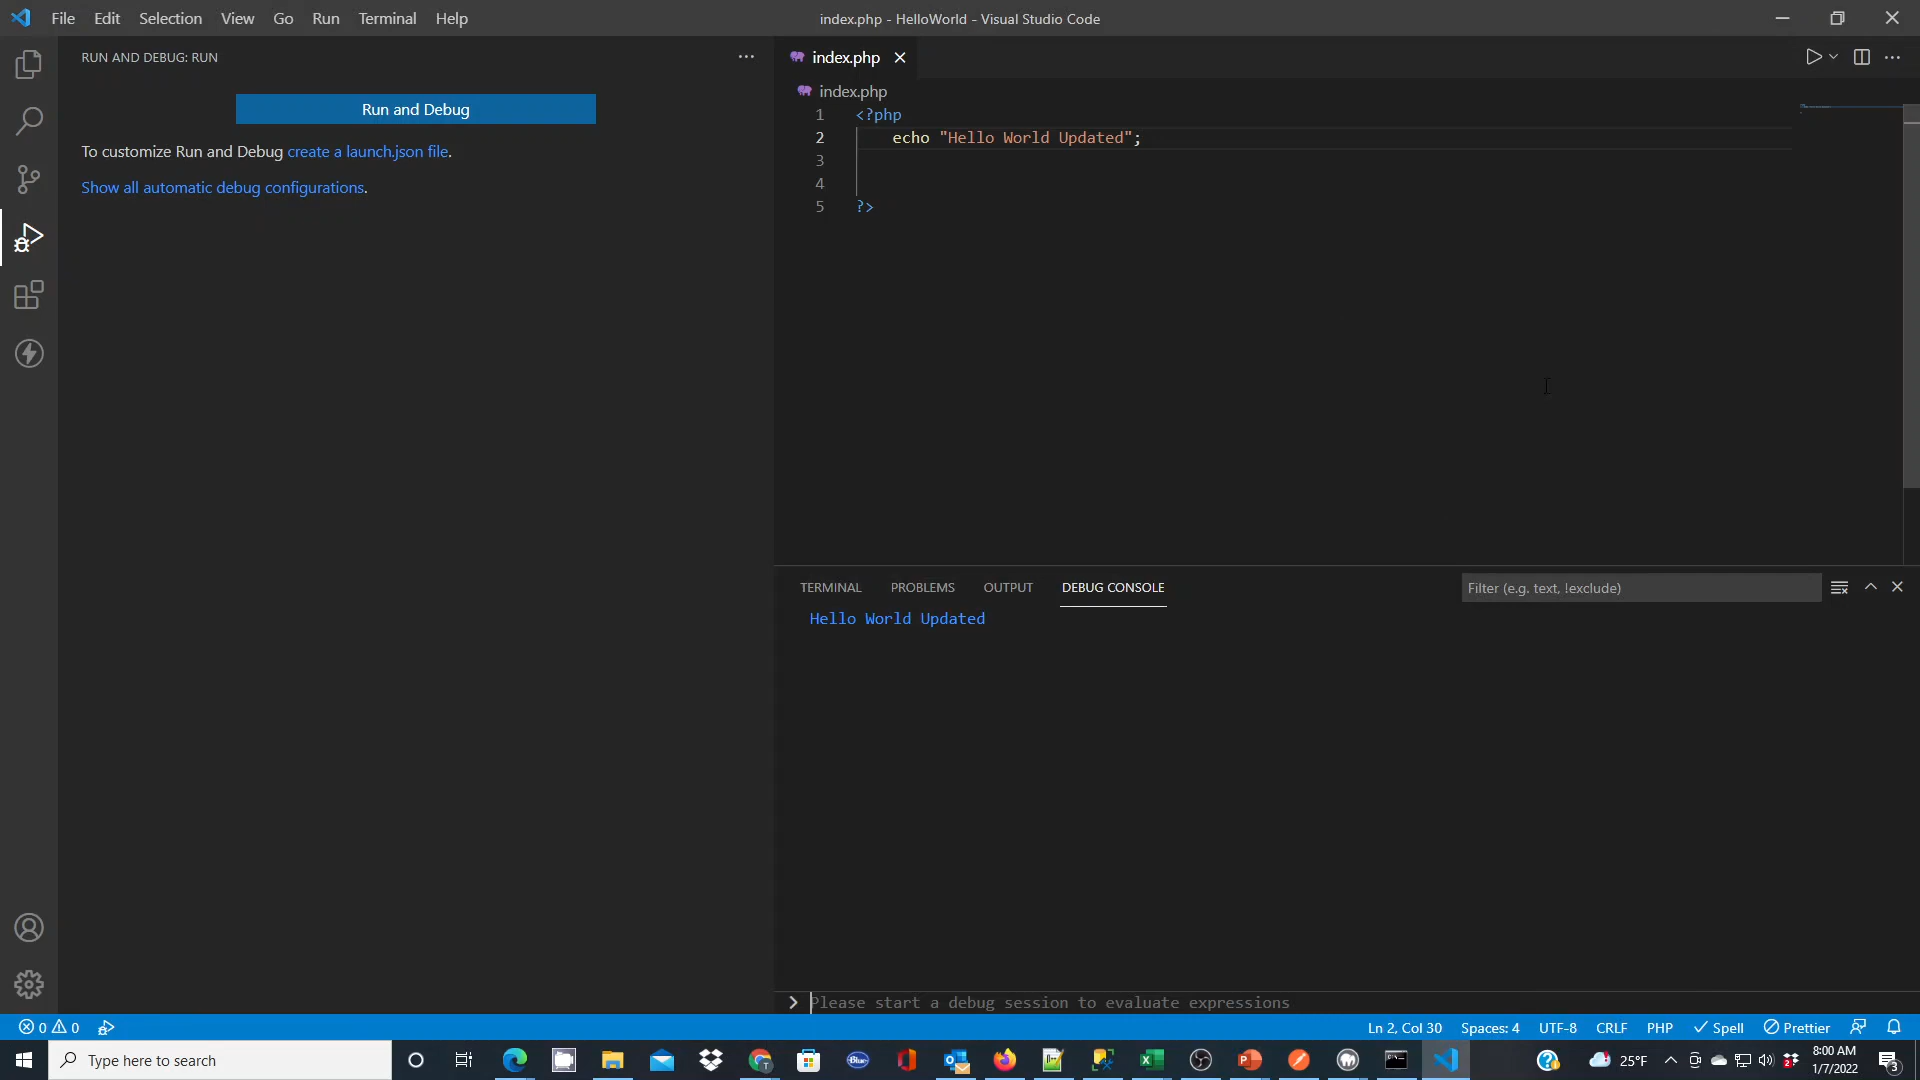 File Edit Selection View Go Run Terminal Help
index.php - HelloWorld - Visual Studio Code
RUN AND DEBUG: RUN
Run and Debug
To customize Run and Debug create a launch.json file.
Show all automatic debug configurations.
index.php
index.php
1 <?php
2 echo "Hello World Updated";
3
4
5 ?>
TERMINAL PROBLEMS OUTPUT DEBUG CONSOLE
Filter (e.g. text, !exclude)
Hello World Updated
Please start a debug session to evaluate expressions
0 0
Ln 2, Col 30 Spaces: 4 UTF-8 CRLF PHP Spell Prettier
Type here to search
Blue
25°F
8:00 AM
1/7/2022
3